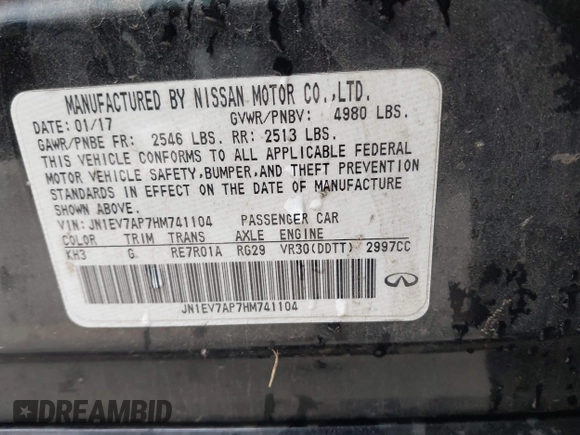 MANUFACTURED BY NISSAN MOTOR CO.,LTD.
DATE: 01/17 GVWR/PNBV: 4980 LBS.
GAWR/PNBE FR: 2546 LBS. RR: 2513 LBS.
THIS VEHICLE CONFORMS TO ALL APPLICABLE FEDERAL
MOTOR VEHICLE SAFETY,BUMPER,AND THEFT PREVENTION
STANDARDS IN EFFECT ON THE DATE OF MANUFACTURE
SHOWN ABOVE.
VIN: JN1EV7AP7HM741104 PASSENGER CAR
COLOR TRIM TRANS AXLE ENGINE
KH3 G RE7R01A RG29 VR30(DDTT) 2997CC
JN1EV7AP7HM741104
DREAMBID